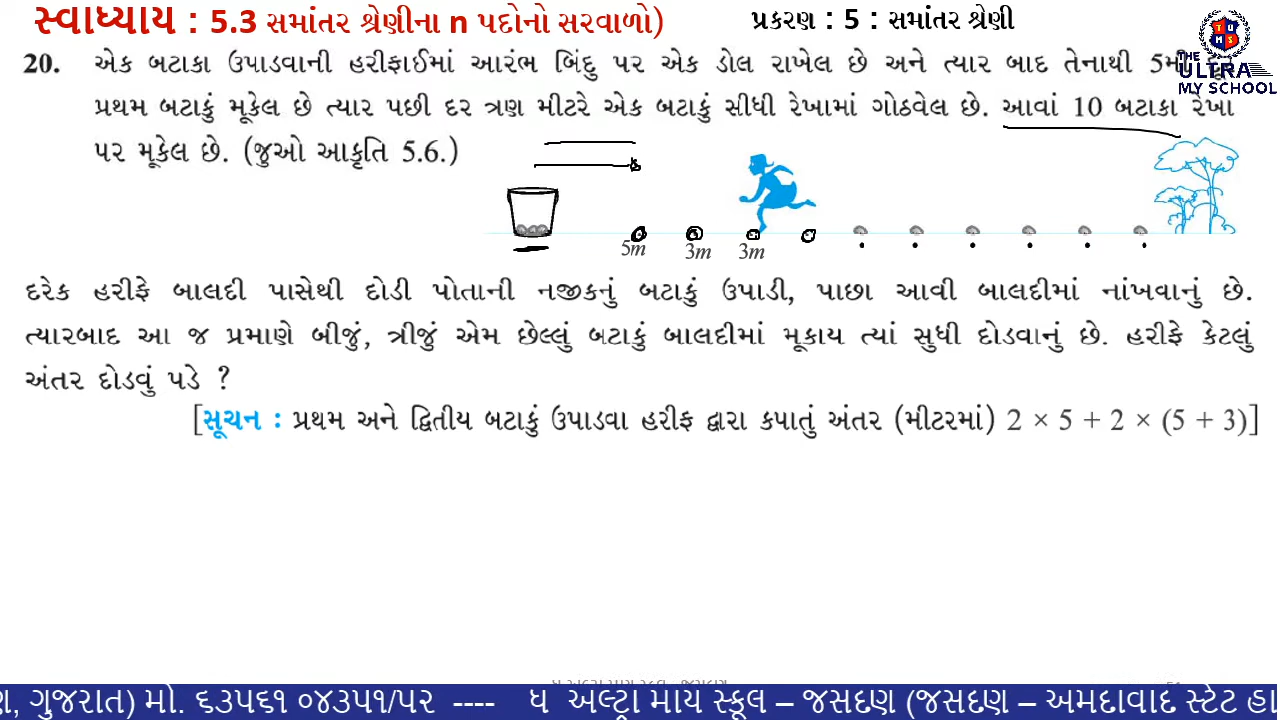 સ્વાધ્યાય : 5.3 સમાંતર શ્રેણીના n પદોનો સરવાળો)
પ્રકરણ : 5 : સમાંતર શ્રેણી
THE
ULTRA
MY SCHOOL
20. એક બટાકા ઉપાડવાની હરીફાઈમાં આરંભ બિંદુ પર એક ડોલ રાખેલ છે અને ત્યાર બાદ તેનાથી 5મી
પ્રથમ બટાકું મૂકેલ છે ત્યાર પછી દર ત્રણ મીટરે એક બટાકું સીધી રેખામાં ગોઠવેલ છે. આવાં 10 બટાકા રેખા
પર મૂકેલ છે. (જુઓ આકૃતિ 5.6.)
5m 3m 3m
દરેક હરીફે બાલદી પાસેથી દોડી પોતાની નજીકનું બટાકું ઉપાડી, પાછા આવી બાલદીમાં નાંખવાનું છે.
ત્યારબાદ આ જ પ્રમાણે બીજું, ત્રીજું એમ છેલ્લું બટાકું બાલદીમાં મૂકાય ત્યાં સુધી દોડવાનું છે. હરીફે કેટલું
અંતર દોડવું પડે ?
[સૂચન : પ્રથમ અને દ્વિતીય બટાકું ઉપાડવા હરીફ દ્વારા કપાતું અંતર (મીટરમાં) 2 × 5 + 2 × (5 + 3)]
ણ, ગુજરાત) મો. ૬૩૫૬૧ ૦૪૩૫૧/૫૨ ---- ધ અલ્ટ્રા માય સ્કૂલ – જસદણ (જસદણ – અમદાવાદ સ્ટેટ હા